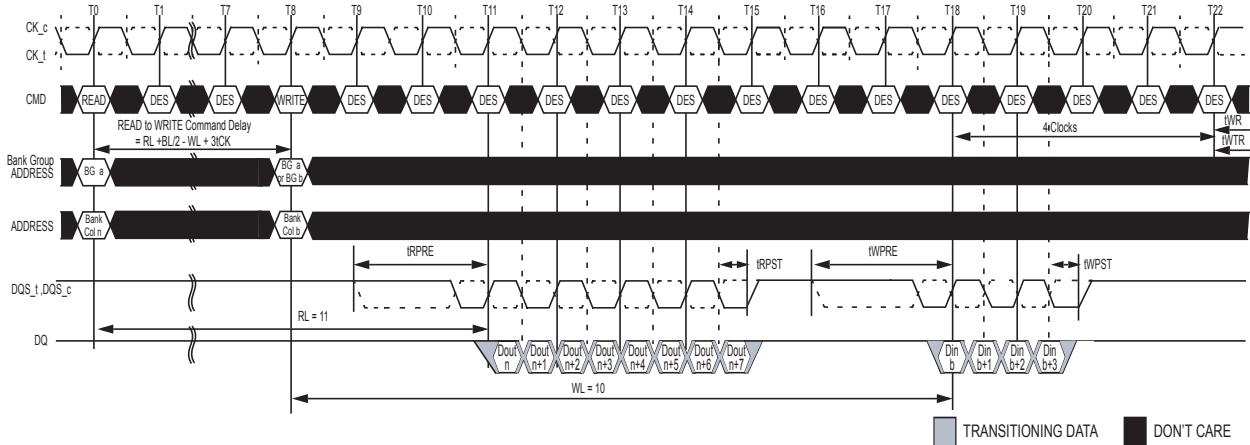 T0 T1 T7 T8 T9 T10 T11 T12 T13 T14 T15 T16 T17 T18 T19 T20 T21 T22
CK_c
CK_t
CMD READ DES DES WRITE DES DES DES DES DES DES DES DES DES DES DES DES DES DES
READ to WRITE Command Delay
= RL +BL/2 - WL + 3tCK
4 Clocks
tWR
tWTR
Bank Group
ADDRESS
BG a
BG a
or BG b
ADDRESS
Bank
Col n
Bank
Col b
tRPRE tRPST tWPRE tWPST
DQS_t ,DQS_c
RL = 11
DQ
Dout Dout Dout Dout Dout Dout Dout Dout Din Din Din Din
n n+1 n+2 n+3 n+4 n+5 n+6 n+7 b b+1 b+2 b+3
WL = 10
TRANSITIONING DATA DON'T CARE